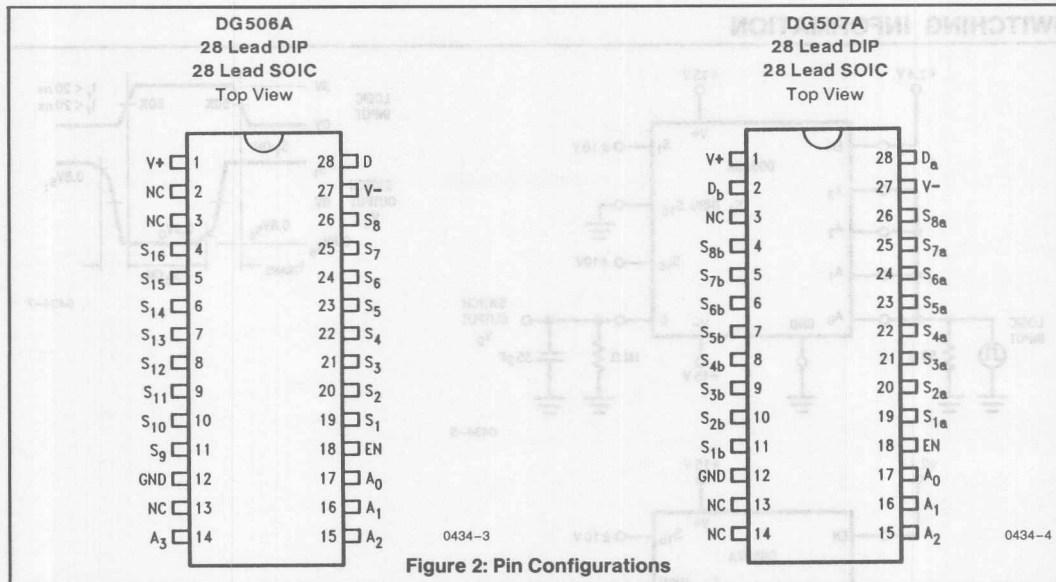 DG506A
28 Lead DIP
28 Lead SOIC
Top View
V+ 1 28 D
NC 2 27 V−
NC 3 26 S8
S16 4 25 S7
S15 5 24 S6
S14 6 23 S5
S13 7 22 S4
S12 8 21 S3
S11 9 20 S2
S10 10 19 S1
S9 11 18 EN
GND 12 17 A0
NC 13 16 A1
A3 14 15 A2
0434–3
DG507A
28 Lead DIP
28 Lead SOIC
Top View
V+ 1 28 Da
Db 2 27 V−
NC 3 26 S8a
S8b 4 25 S7a
S7b 5 24 S6a
S6b 6 23 S5a
S5b 7 22 S4a
S4b 8 21 S3a
S3b 9 20 S2a
S2b 10 19 S1a
S1b 11 18 EN
GND 12 17 A0
NC 13 16 A1
NC 14 15 A2
0434–4
Figure 2: Pin Configurations